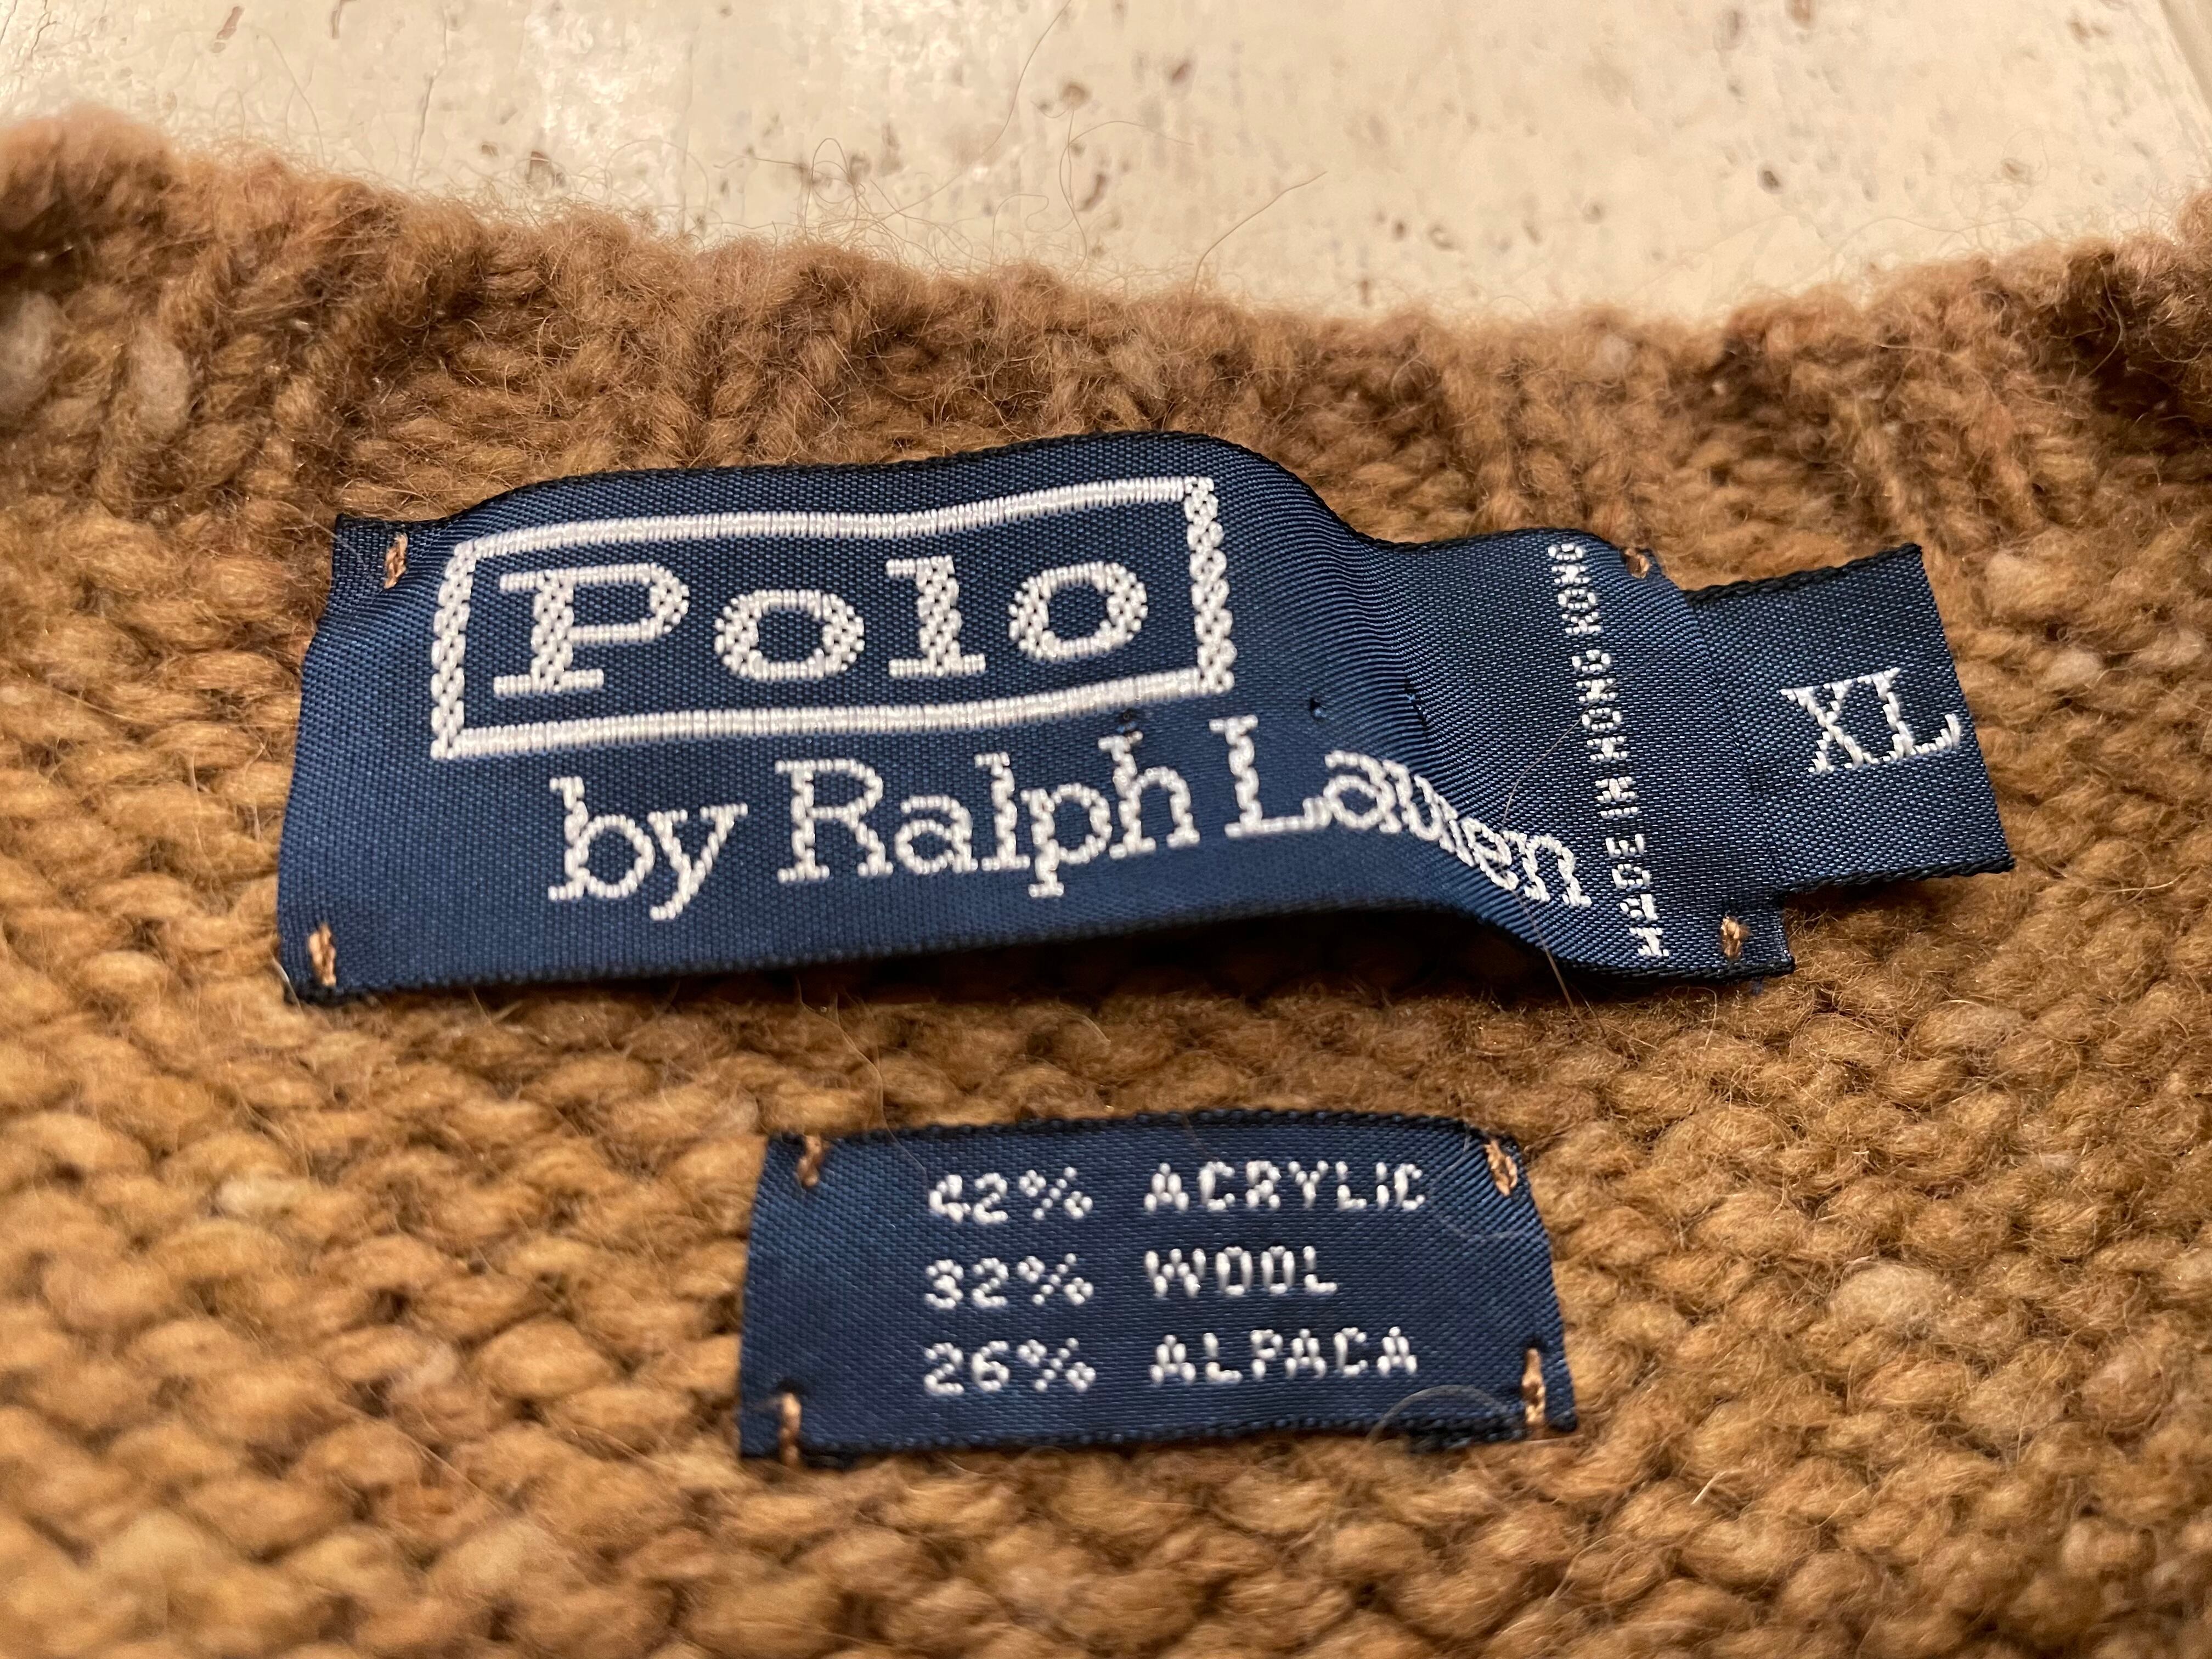 Polo
by Ralph Lauren
MADE IN HONG KONG
XL
42% ACRYLIC
32% WOOL
26% ALPACA